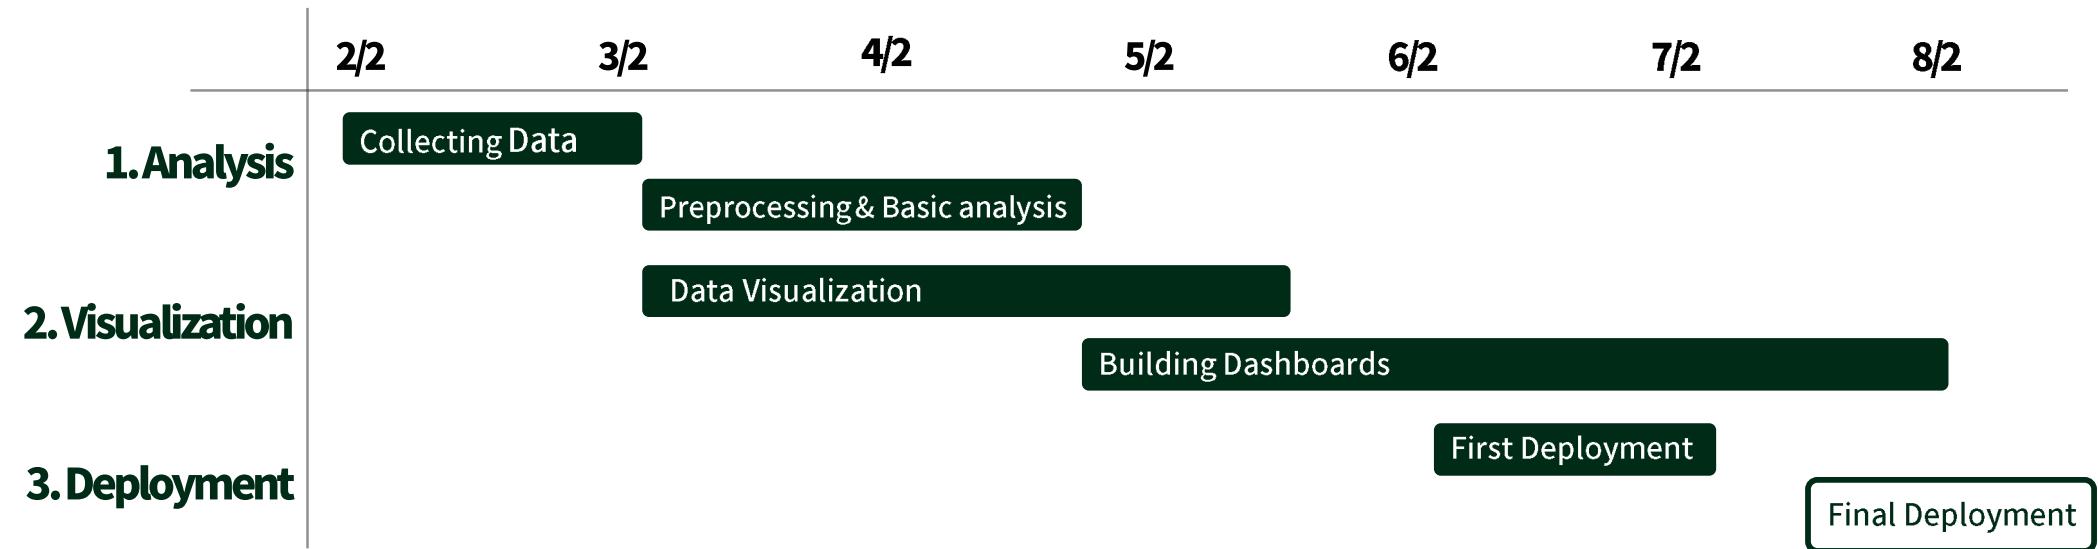 2/2 3/2 4/2 5/2 6/2 7/2 8/2
1. Analysis
Collecting Data
Preprocessing & Basic analysis
2. Visualization
Data Visualization
Building Dashboards
3. Deployment
First Deployment
Final Deployment